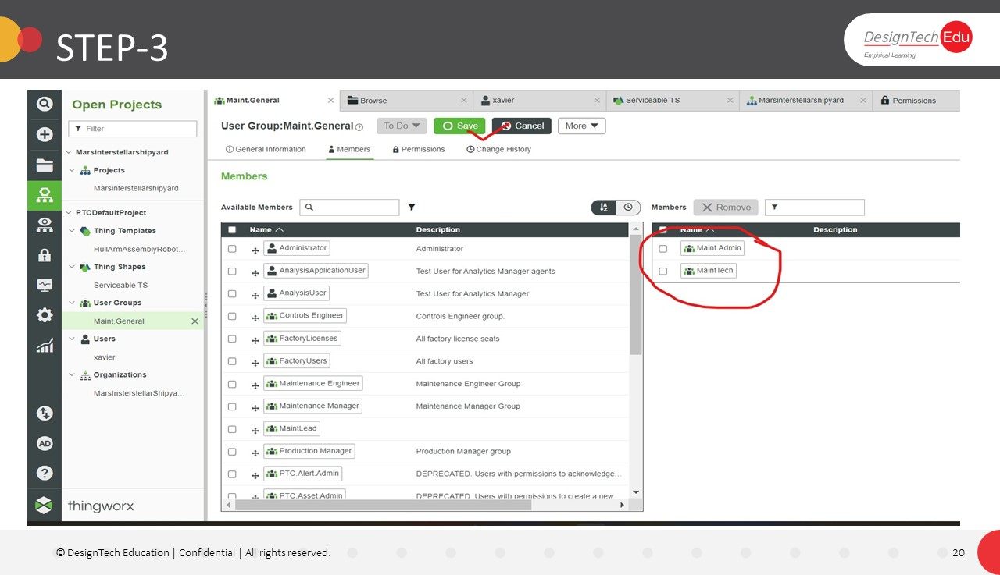 STEP-3
DesignTech Edu
Empirical Learning
Open Projects
Filter
Marsinterstellarshipyard
Projects
Marsinterstellarshipyard
PTCDefaultProject
Thing Templates
HullArmAssemblyRobot...
Thing Shapes
Serviceable TS
User Groups
Maint.General
Users
xavier
Organizations
MarsInsterstellarShipya...
AD
thingworx
Maint.General
Browse
xavier
Serviceable TS
Marsinterstellarshipyard
Permissions
User Group:Maint.General
To Do
Save
Cancel
More
General Information
Members
Permissions
Change History
Members
Available Members
Name Description
Administrator Administrator
AnalysisApplicationUser Test User for Analytics Manager agents
AnalysisUser Test User for Analytics Manager
Controls Engineer Controls Engineer group.
FactoryLicenses All factory license seats
FactoryUsers All factory users
Maintenance Engineer Maintenance Engineer Group
Maintenance Manager Maintenance Manager Group
MaintLead
Production Manager Production Manager group
PTC.Alert.Admin DEPRECATED. Users with permissions to acknowledge...
PTC.Asset.Admin DEPRECATED. Users with permissions to create a new
Members Remove
Name Description
Maint.Admin
MaintTech
© DesignTech Education | Confidential | All rights reserved.
20